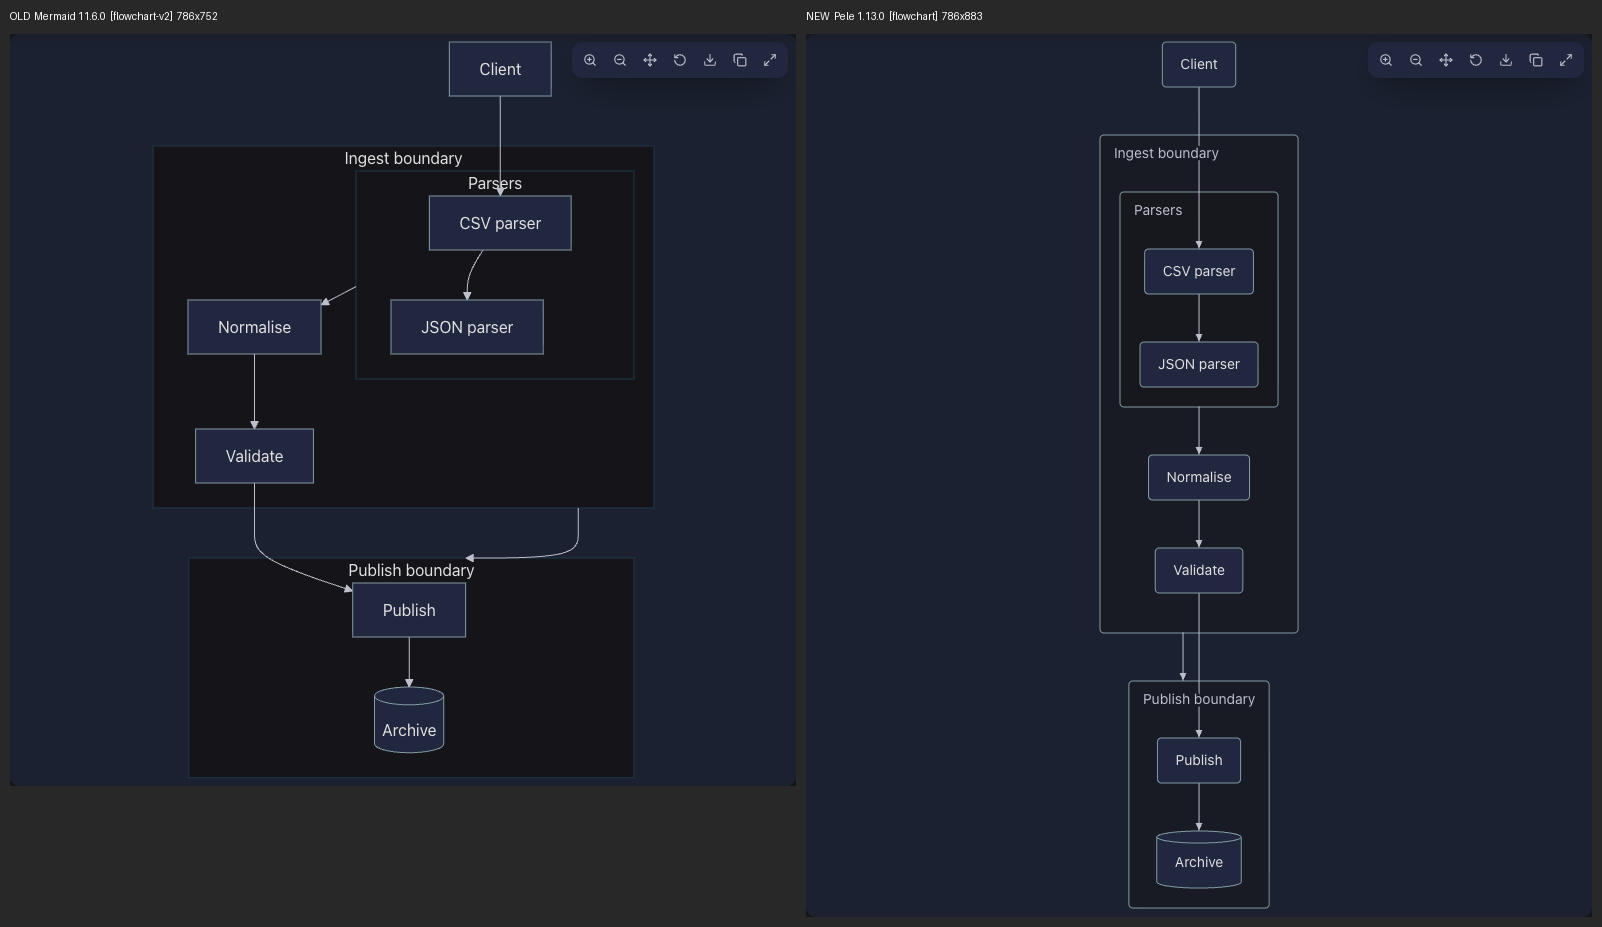 OLD Mermaid 11.6.0 [flowchart-v2] 786x752
Client
Ingest boundary
Parsers
CSV parser
Normalise
JSON parser
Validate
Publish boundary
Publish
Archive
NEW Pele 1.13.0 [flowchart] 786x883
Client
Ingest boundary
Parsers
CSV parser
JSON parser
Normalise
Validate
Publish boundary
Publish
Archive